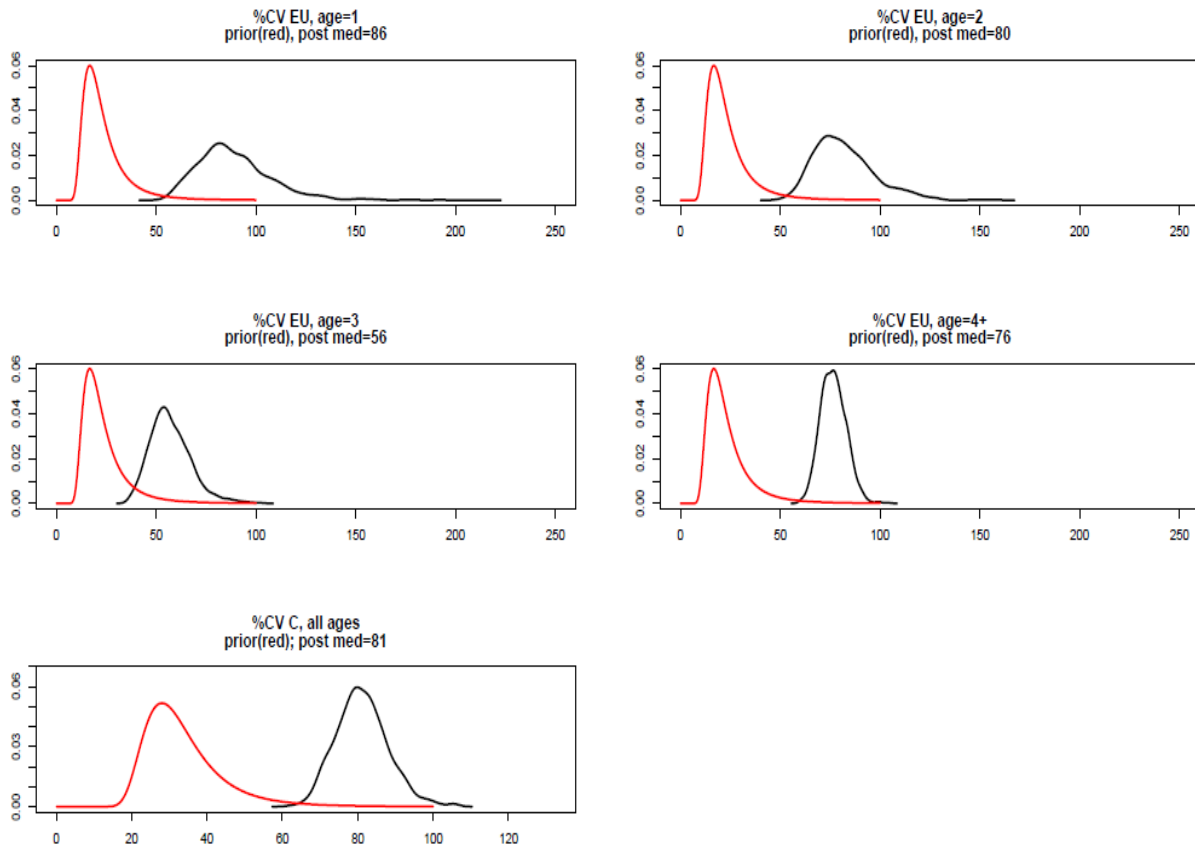 %CV EU, age=1
prior(red), post med=86
0.00 0.02 0.04 0.06
0 50 100 150 200 250
%CV EU, age=2
prior(red), post med=80
0.00 0.02 0.04 0.06
0 50 100 150 200 250
%CV EU, age=3
prior(red), post med=56
0.00 0.02 0.04 0.06
0 50 100 150 200 250
%CV EU, age=4+
prior(red), post med=76
0.00 0.02 0.04 0.06
0 50 100 150 200 250
%CV C, all ages
prior(red); post med=81
0.00 0.03 0.06
0 20 40 60 80 100 120